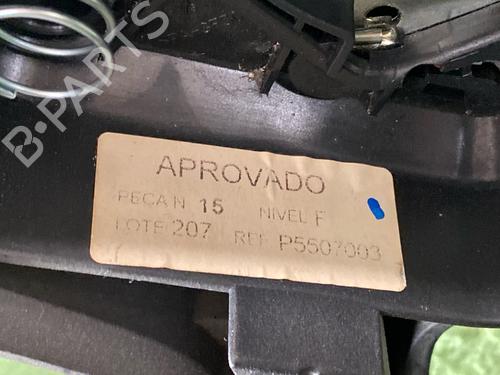 B-PARTS
APROVADO
PECA N 15 NIVEL F
LOTE 207 REF P5507003